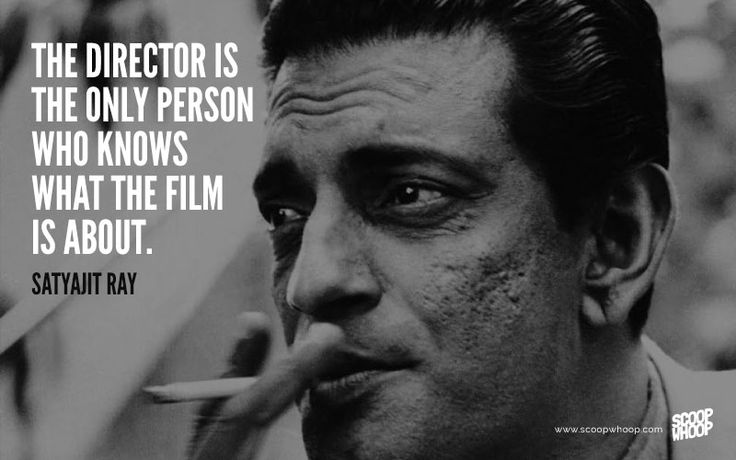 THE DIRECTOR IS
THE ONLY PERSON
WHO KNOWS
WHAT THE FILM
IS ABOUT.
SATYAJIT RAY
www.scoopwhoop.com
SCOOP
WHOOP